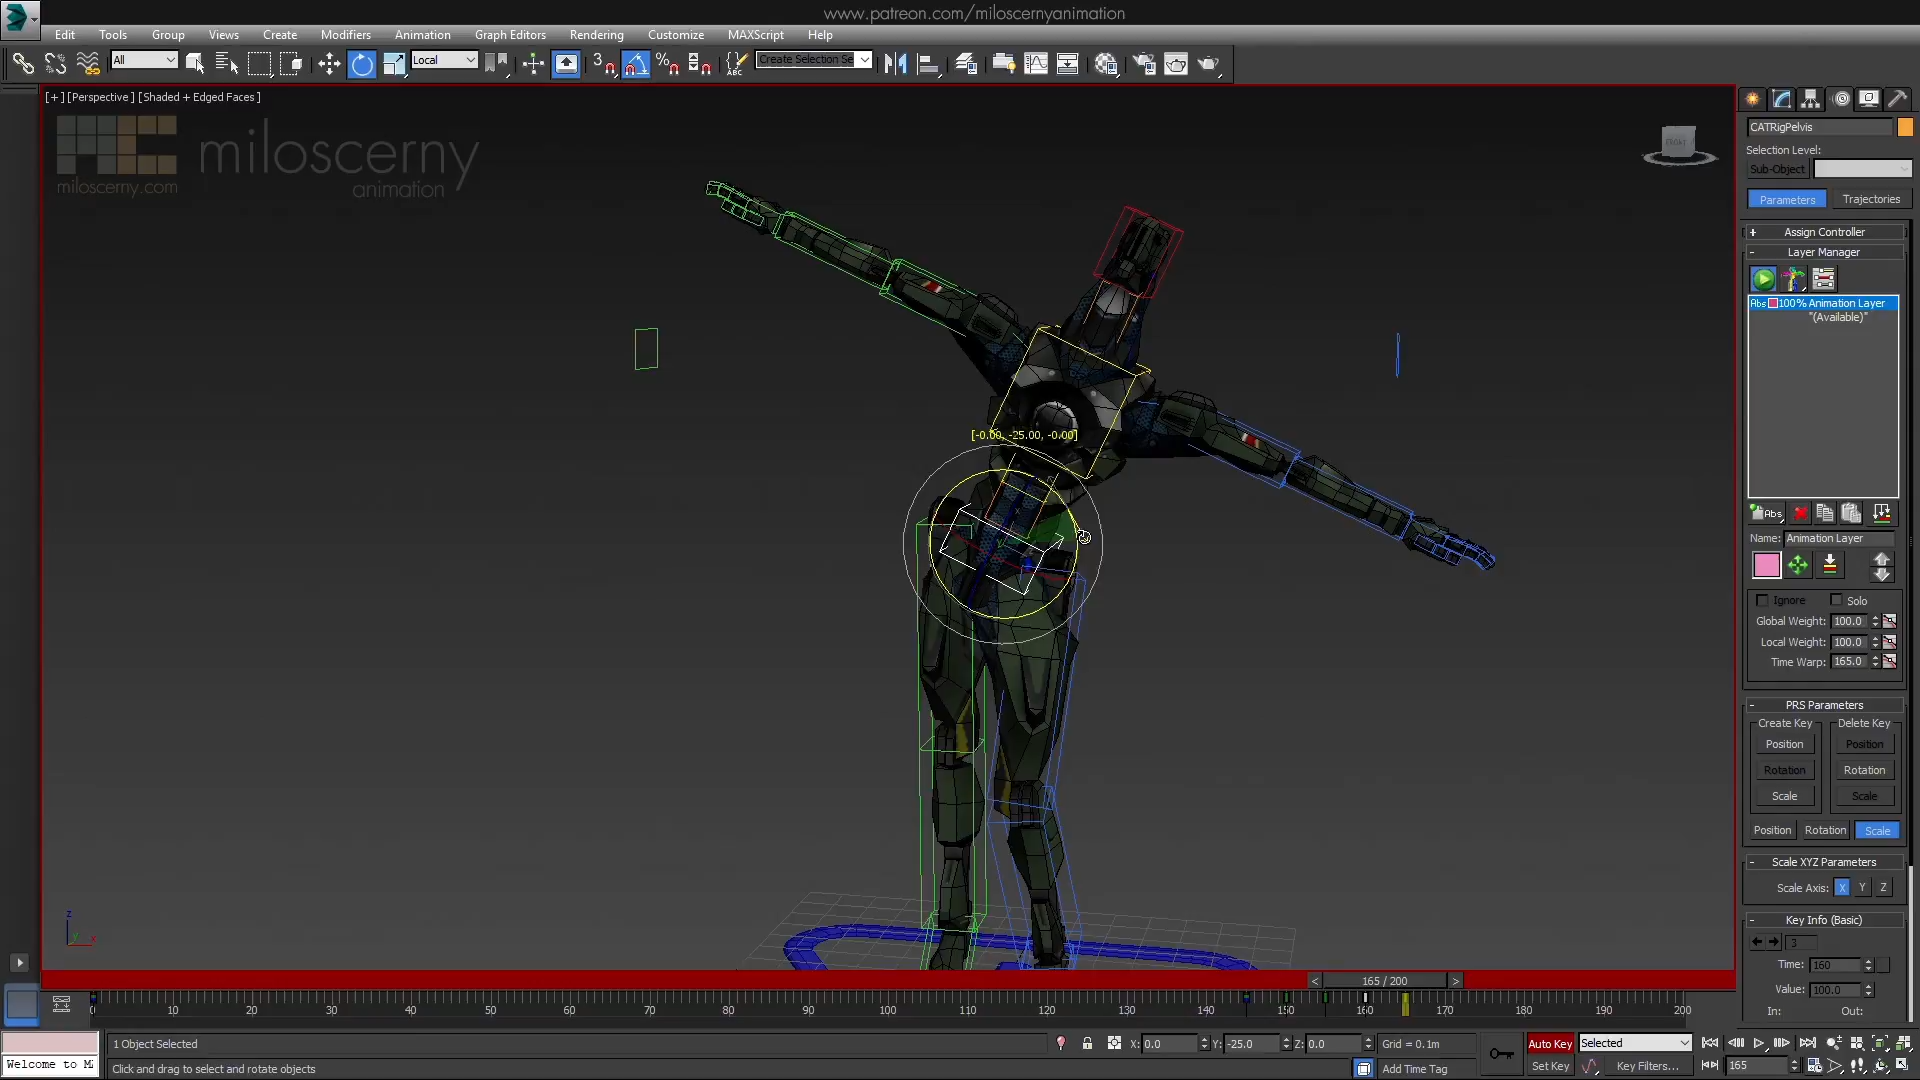 www.patreon.com/miloscernyanimation
Edit Tools Group Views Create Modifiers Animation Graph Editors Rendering Customize MAXScript Help
All Local Create Selection Se
[+] [Perspective] [Shaded + Edged Faces]
miloscerny
animation
miloscerny.com
FRONT
CATRigPelvis
Selection Level:
Sub-Object
Parameters Trajectories
+ Assign Controller
- Layer Manager
Abs 100% Animation Layer
"(Available)"
Abs
Name: Animation Layer
Ignore Solo
Global Weight: 100.0
Local Weight: 100.0
Time Warp: 165.0
- PRS Parameters
Create Key Delete Key
Position Position
Rotation Rotation
Scale Scale
Position Rotation Scale
- Scale XYZ Parameters
Scale Axis: X Y Z
- Key Info (Basic)
3
Time: 160
Value: 100.0
In: Out:
[-0.00, -25.00, -0.00]
z
y x
< 165 / 200 >
0 10 20 30 40 50 60 70 80 90 100 110 120 130 140 150 160 170 180 190 200
1 Object Selected
X: 0.0 Y: -25.0 Z: 0.0 Grid = 0.1m
Auto Key Selected
Welcome to M
Click and drag to select and rotate objects
Add Time Tag
Set Key Key Filters... 165